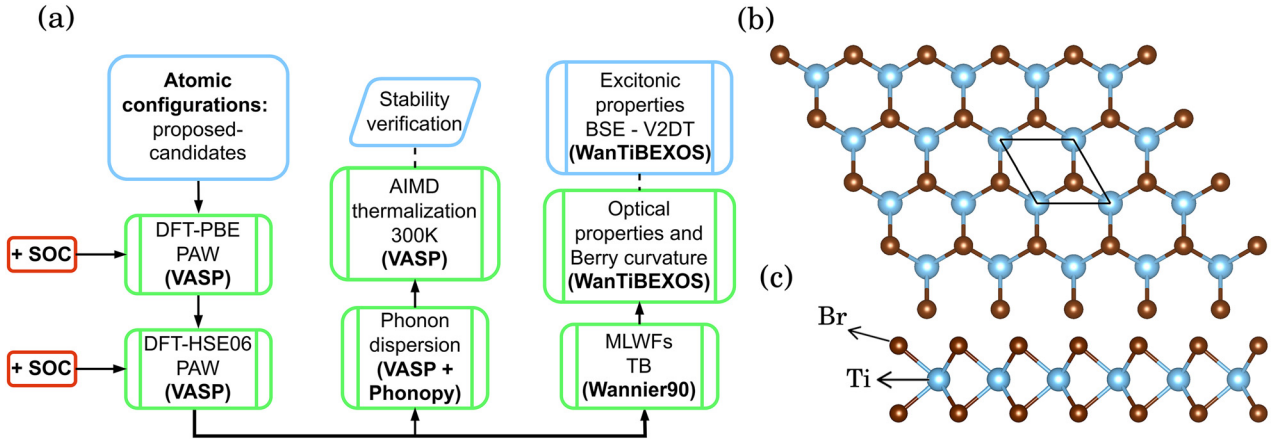 (a)
Atomic
configurations:
proposed-
candidates
+ SOC
DFT-PBE
PAW
(VASP)
+ SOC
DFT-HSE06
PAW
(VASP)
Stability
verification
AIMD
thermalization
300K
(VASP)
Phonon
dispersion
(VASP +
Phonopy)
Excitonic
properties
BSE - V2DT
(WanTiBEXOS)
Optical
properties and
Berry curvature
(WanTiBEXOS)
MLWFs
TB
(Wannier90)
(b)
(c)
Br
Ti